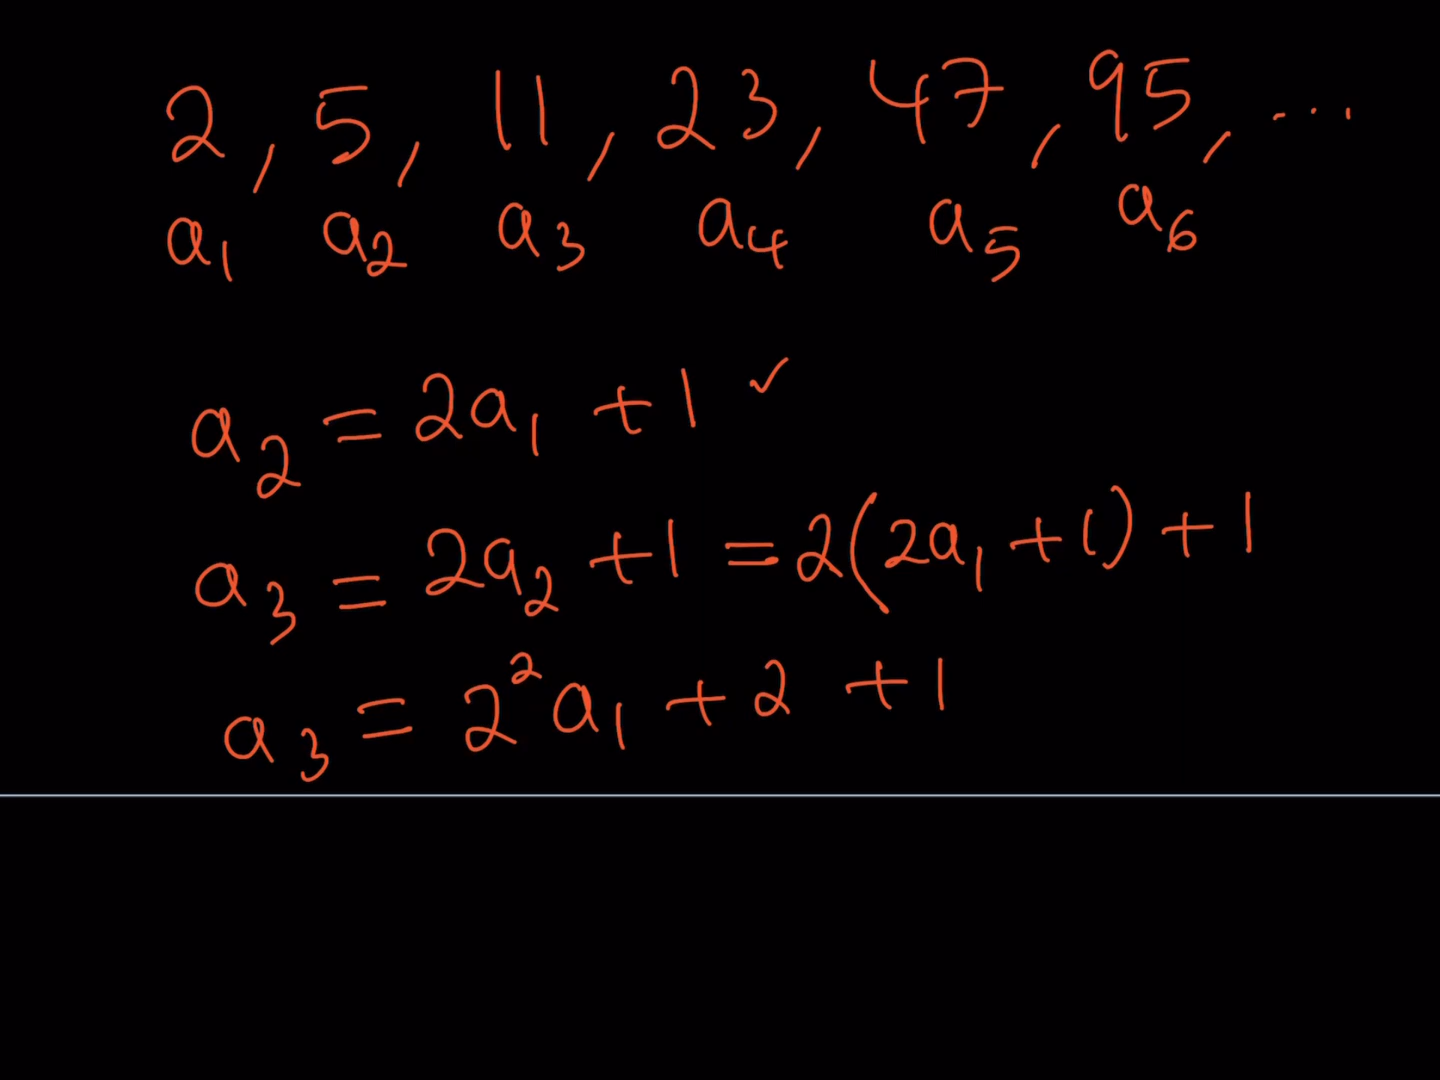 2, 5, 11, 23, 47, 95, ...
a₁ a₂ a₃ a₄ a₅ a₆
a₂ = 2a₁ + 1 ✓
a₃ = 2a₂ + 1 = 2(2a₁ + 1) + 1
a₃ = 2²a₁ + 2 + 1